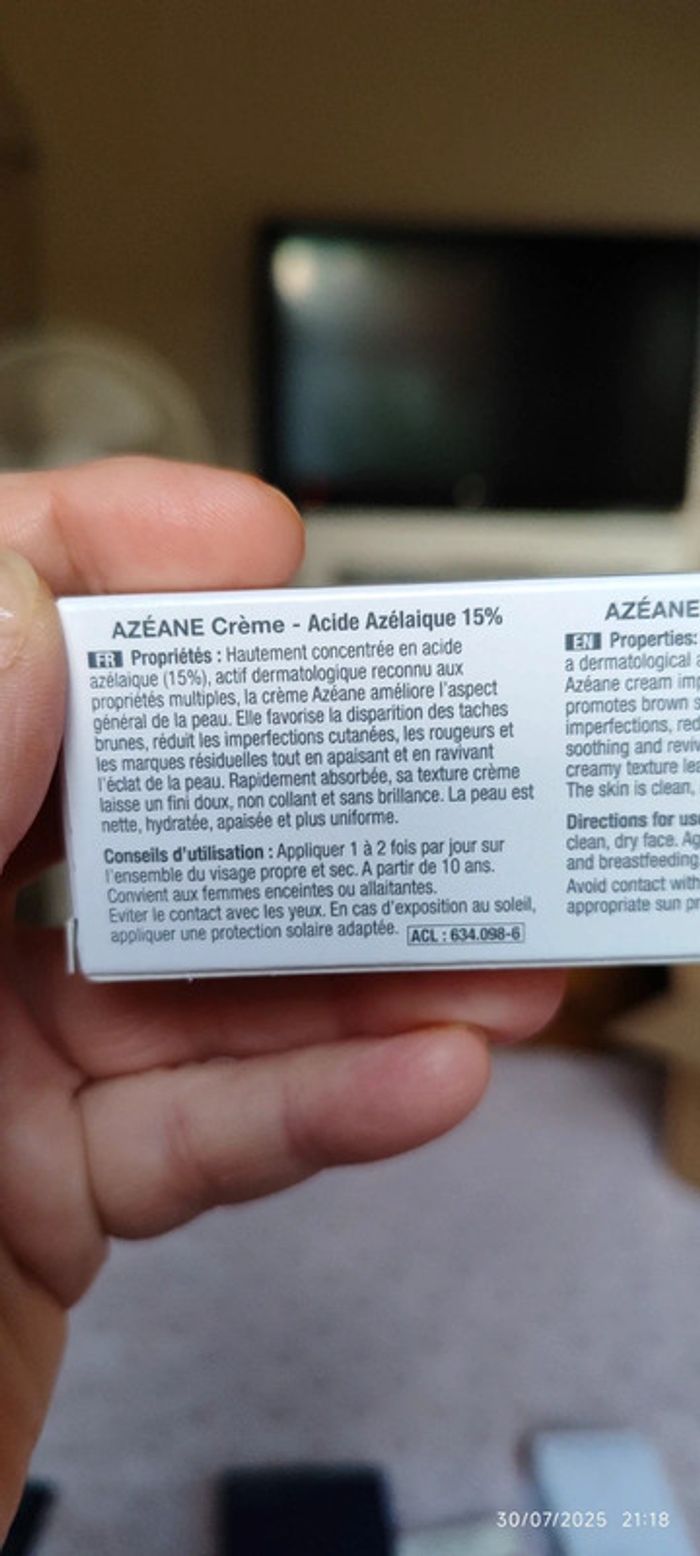 AZÉANE Crème - Acide Azélaique 15%
FR Propriétés : Hautement concentrée en acide
azélaïque (15%), actif dermatologique reconnu aux
propriétés multiples, la crème Azéane améliore l'aspect
général de la peau. Elle favorise la disparition des taches
brunes, réduit les imperfections cutanées, les rougeurs et
les marques résiduelles tout en apaisant et en ravivant
l'éclat de la peau. Rapidement absorbée, sa texture crème
laisse un fini doux, non collant et sans brillance. La peau est
nette, hydratée, apaisée et plus uniforme.
Conseils d'utilisation : Appliquer 1 à 2 fois par jour sur
l'ensemble du visage propre et sec. A partir de 10 ans.
Convient aux femmes enceintes ou allaitantes.
Eviter le contact avec les yeux. En cas d'exposition au soleil,
appliquer une protection solaire adaptée. ACL : 634.098-6
AZÉANE
EN Properties:
a dermatological
Azéane cream
promotes brown
imperfections,
soothing and
creamy texture
The skin is clean,
Directions for
clean, dry face.
and breastfeeding
Avoid contact with
appropriate sun
30/07/2025 21:18